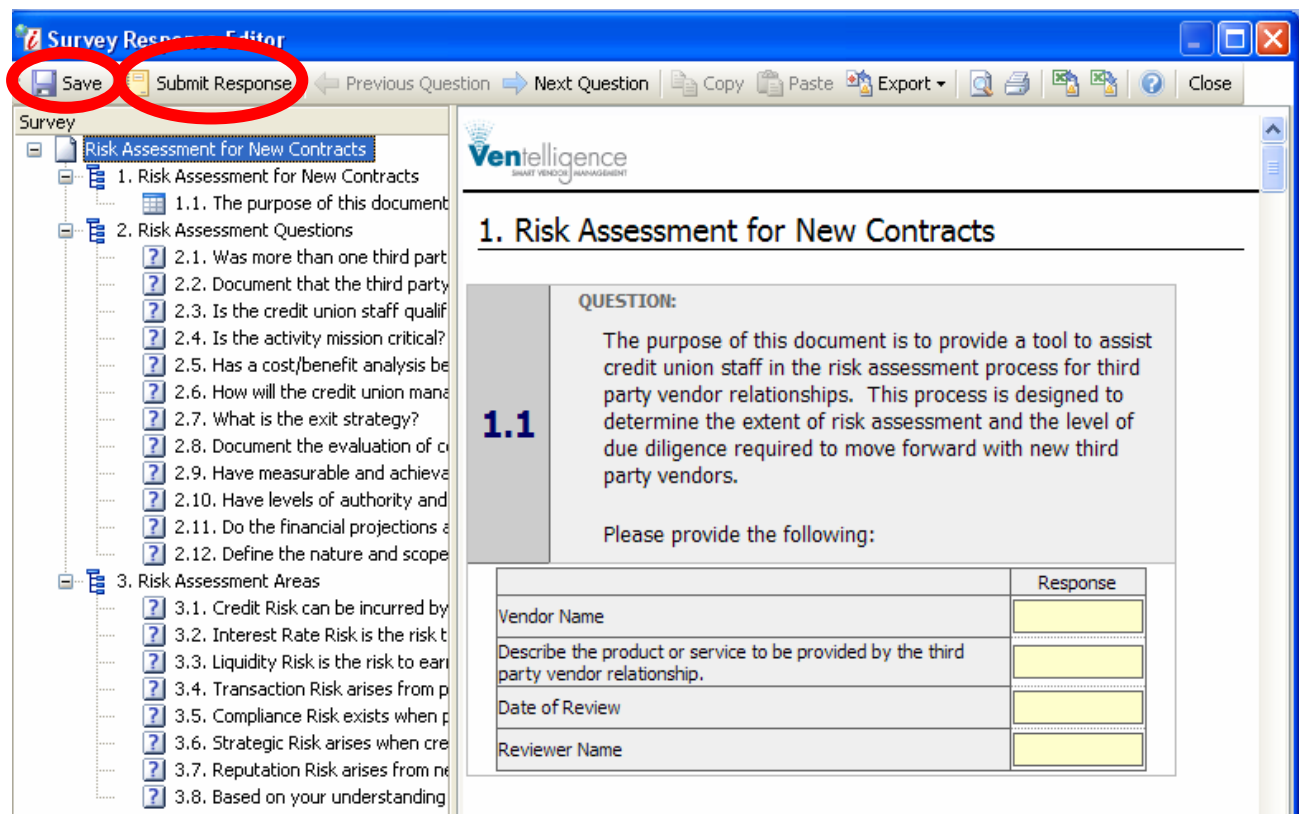 Survey Response Editor
Save Submit Response Previous Question Next Question Copy Paste Export Close
Survey
Risk Assessment for New Contracts
1. Risk Assessment for New Contracts
1.1. The purpose of this document
2. Risk Assessment Questions
2.1. Was more than one third part
2.2. Document that the third party
2.3. Is the credit union staff qualif
2.4. Is the activity mission critical?
2.5. Has a cost/benefit analysis be
2.6. How will the credit union mana
2.7. What is the exit strategy?
2.8. Document the evaluation of c
2.9. Have measurable and achieva
2.10. Have levels of authority and
2.11. Do the financial projections a
2.12. Define the nature and scope
3. Risk Assessment Areas
3.1. Credit Risk can be incurred by
3.2. Interest Rate Risk is the risk t
3.3. Liquidity Risk is the risk to earn
3.4. Transaction Risk arises from p
3.5. Compliance Risk exists when p
3.6. Strategic Risk arises when cre
3.7. Reputation Risk arises from ne
3.8. Based on your understanding
Ventelligence
SMART VENDOR MANAGEMENT
1. Risk Assessment for New Contracts
1.1
QUESTION:
The purpose of this document is to provide a tool to assist
credit union staff in the risk assessment process for third
party vendor relationships. This process is designed to
determine the extent of risk assessment and the level of
due diligence required to move forward with new third
party vendors.
Please provide the following:
Response
Vendor Name
Describe the product or service to be provided by the third
party vendor relationship.
Date of Review
Reviewer Name